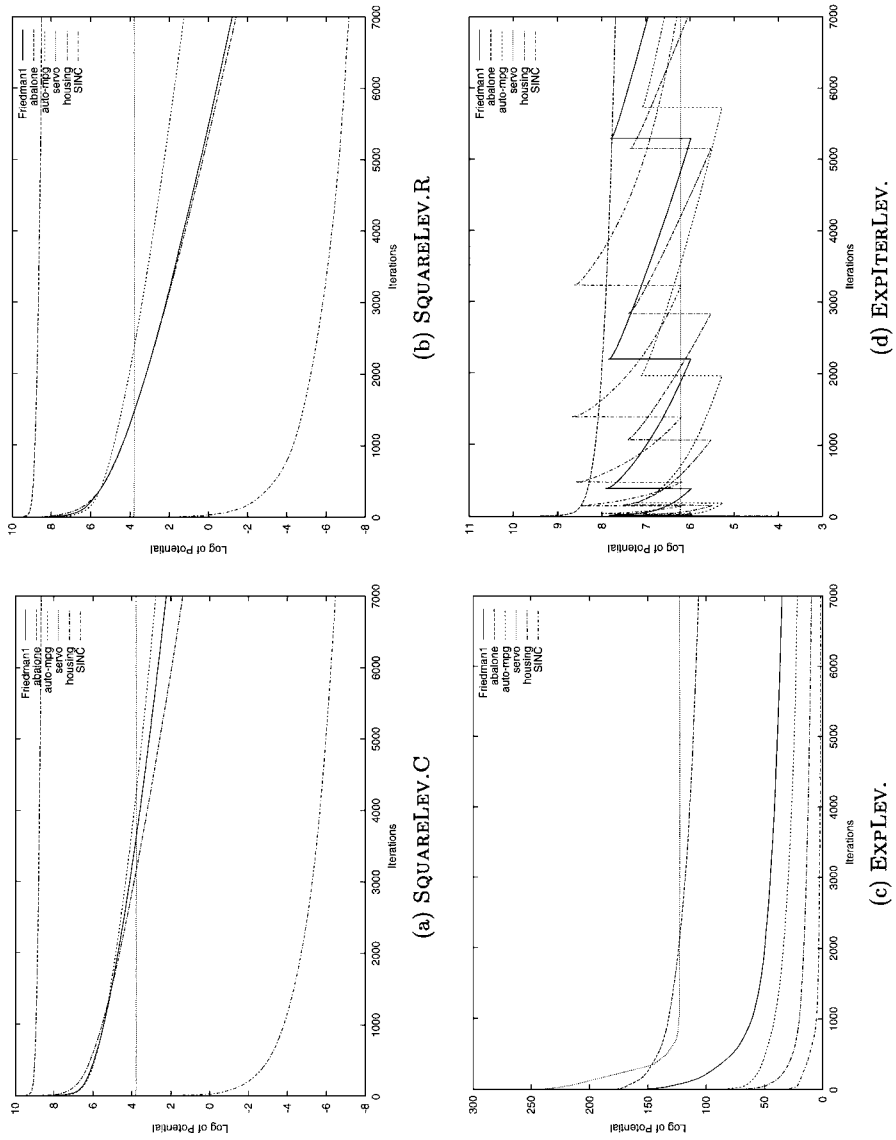 10
8
6
4
2
0
-2
-4
-6
-8
Log of Potential
0
1000
2000
3000
4000
5000
6000
7000
Iterations
Friedman1
abalone
auto-mpg
servo
housing
SINC
(a) SQUARELEV.C
10
8
6
4
2
0
-2
-4
-6
-8
Log of Potential
0
1000
2000
3000
4000
5000
6000
7000
Iterations
Friedman1
abalone
auto-mpg
servo
housing
SINC
(b) SQUARELEV.R
300
250
200
150
100
50
0
Log of Potential
0
1000
2000
3000
4000
5000
6000
7000
Iterations
Friedman1
abalone
auto-mpg
servo
housing
SINC
(c) EXPLEV.
11
10
9
8
7
6
5
4
3
Log of Potential
0
1000
2000
3000
4000
5000
6000
7000
Iterations
Friedman1
abalone
auto-mpg
servo
housing
SINC
(d) EXPITERLEV.